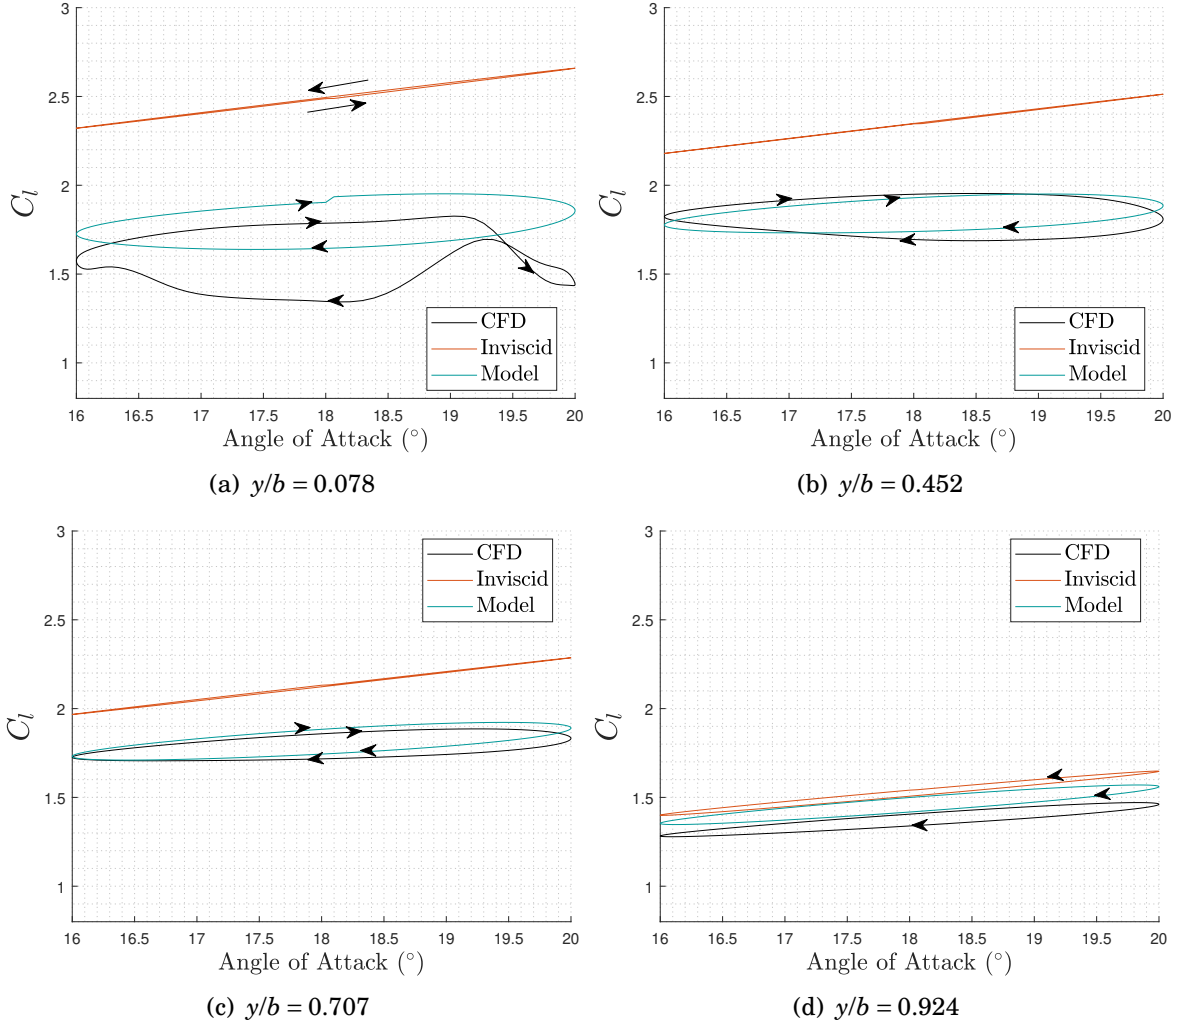 3
2.5
2
1.5
1
C_l
CFD
Inviscid
Model
16 16.5 17 17.5 18 18.5 19 19.5 20
Angle of Attack (°)
(a) y/b = 0.078
3
2.5
2
1.5
1
C_l
CFD
Inviscid
Model
16 16.5 17 17.5 18 18.5 19 19.5 20
Angle of Attack (°)
(b) y/b = 0.452
3
2.5
2
1.5
1
C_l
CFD
Inviscid
Model
16 16.5 17 17.5 18 18.5 19 19.5 20
Angle of Attack (°)
(c) y/b = 0.707
3
2.5
2
1.5
1
C_l
CFD
Inviscid
Model
16 16.5 17 17.5 18 18.5 19 19.5 20
Angle of Attack (°)
(d) y/b = 0.924